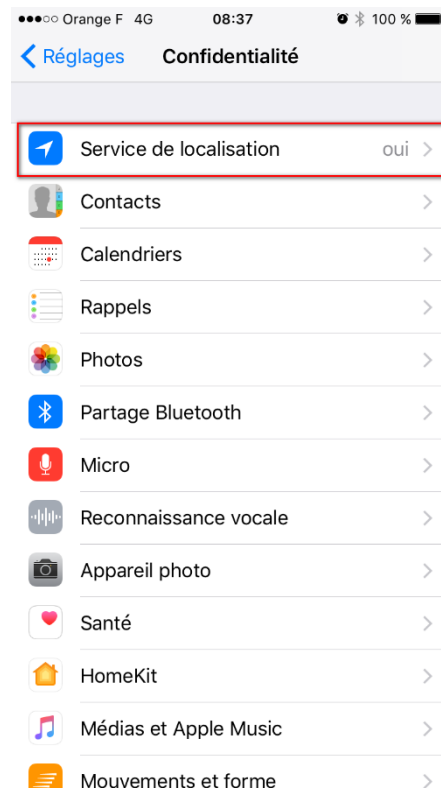 Orange F 4G 08:37 100 %
Réglages Confidentialité
Service de localisation oui
Contacts
Calendriers
Rappels
Photos
Partage Bluetooth
Micro
Reconnaissance vocale
Appareil photo
Santé
HomeKit
Médias et Apple Music
Mouvements et forme